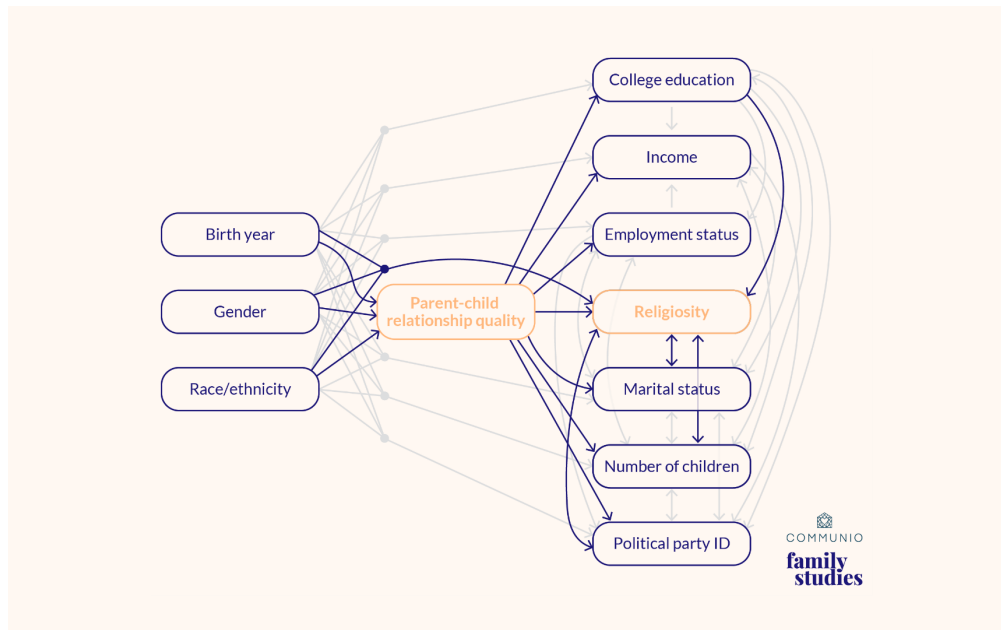 College education
Income
Birth year
Employment status
Gender
Parent-child
relationship quality
Religiosity
Race/ethnicity
Marital status
Number of children
Political party ID
COMMUNIO
family
studies